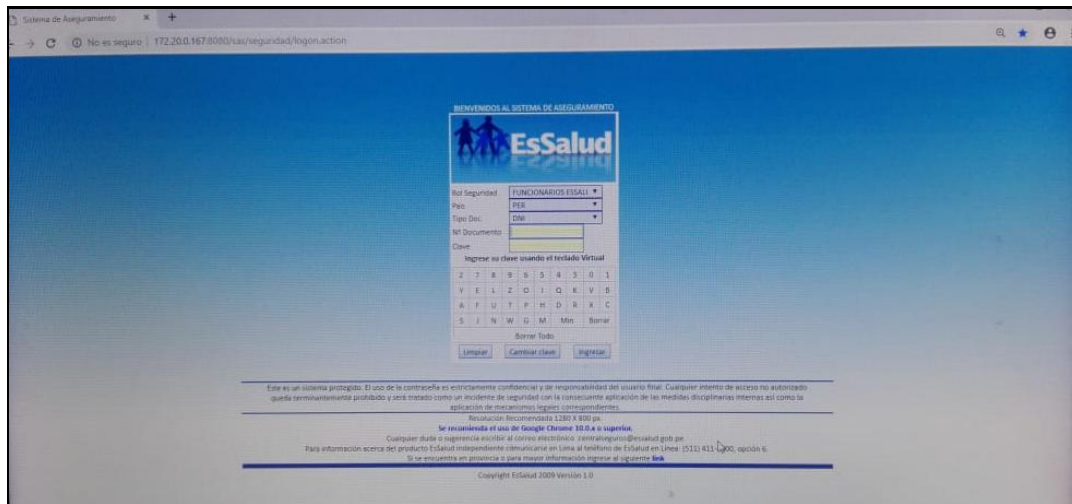 Sistema de Aseguramiento
No es seguro | 172.20.0.167:8080/sas/seguridad/logon.action
BIENVENIDOS AL SISTEMA DE ASEGURAMIENTO
EsSalud
Rol Seguridad FUNCIONARIOS ESSALI
Pais PER
Tipo Doc. DNI
Nº Documento
Clave
Ingrese su clave usando el teclado Virtual
2 7 8 9 6 5 4 3 0 1
Y E L Z O I Q K V B
A F U T P H D R X C
S J N W G M Min Borrar
Borrar Todo
Limpiar Cambiar clave Ingresar
Este es un sistema protegido. El uso de la contraseña es estrictamente confidencial y de responsabilidad del usuario final. Cualquier intento de acceso no autorizado
queda terminantemente prohibido y será tratado como un incidente de seguridad con la consecuente aplicación de las medidas disciplinarias internas así como la
aplicación de mecanismos legales correspondientes.
Resolución Recomendada 1280 X 800 px.
Se recomienda el uso de Google Chrome 10.0.x o superior.
Cualquier duda o sugerencia escribir al correo electrónico: centralseguros@essalud.gob.pe
Para información acerca del producto EsSalud Independiente comunicarse en Lima al teléfono de EsSalud en Línea: (511) 411- 00, opción 6.
Si se encuentra en provincia o para mayor información ingrese al siguiente link
Copyright EsSalud 2009 Versión 1.0